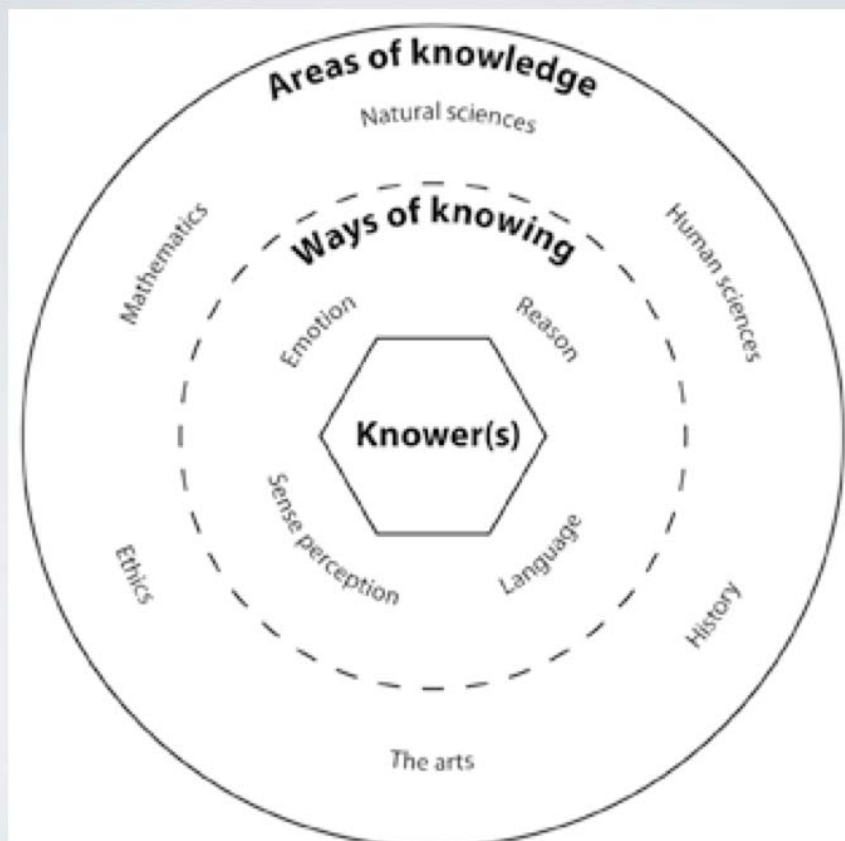 Areas of knowledge
Natural sciences
Mathematics
Human sciences
Ways of knowing
Emotion
Reason
Knower(s)
Sense perception
Language
Ethics
History
The arts